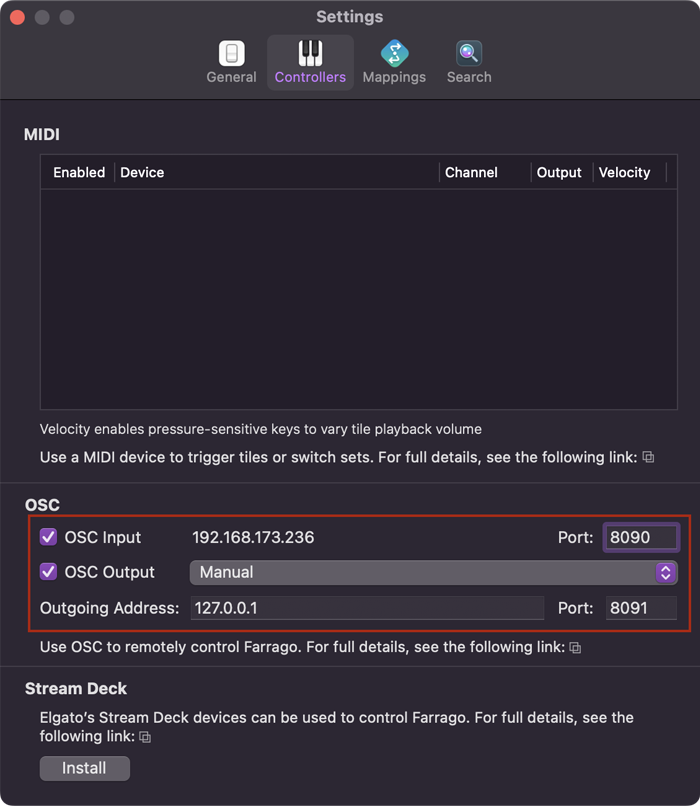 Settings
General Controllers Mappings Search
MIDI
Enabled Device Channel Output Velocity
Velocity enables pressure-sensitive keys to vary tile playback volume
Use a MIDI device to trigger tiles or switch sets. For full details, see the following link:
OSC
OSC Input 192.168.173.236 Port: 8090
OSC Output Manual
Outgoing Address: 127.0.0.1 Port: 8091
Use OSC to remotely control Farrago. For full details, see the following link:
Stream Deck
Elgato’s Stream Deck devices can be used to control Farrago. For full details, see the
following link:
Install